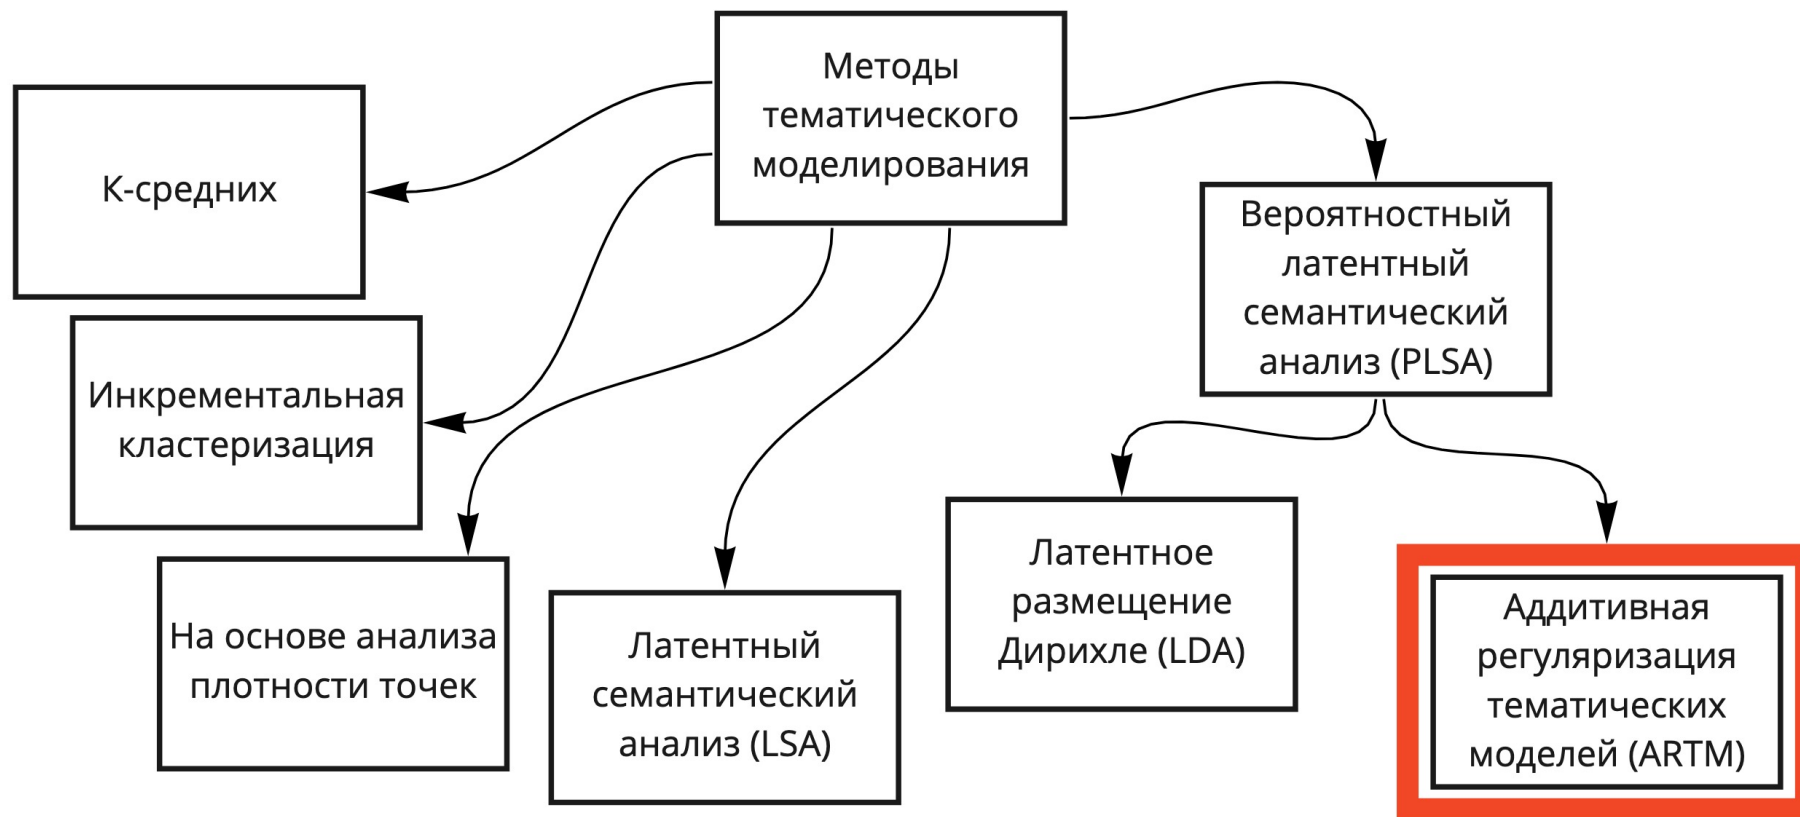 Методы
тематического
моделирования
К-средних
Инкрементальная
кластеризация
На основе анализа
плотности точек
Латентный
семантический
анализ (LSA)
Вероятностный
латентный
семантический
анализ (PLSA)
Латентное
размещение
Дирихле (LDA)
Аддитивная
регуляризация
тематических
моделей (ARTM)